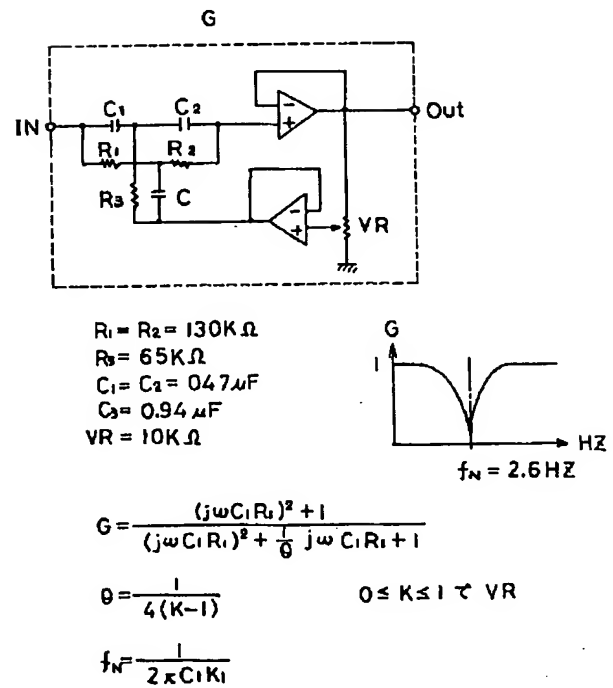 G
IN
C1
C2
R1
R2
R3
C
-
+
Out
-
+
VR
R1 = R2 = 130KΩ
R3 = 65KΩ
C1 = C2 = 047μF
C3 = 0.94 μF
VR = 10KΩ
G
1
HZ
fN = 2.6 HZ
G = (jωC1R1)² + 1 / (jωC1R1)² + 1/θ jωC1R1 + 1
θ = 1 / 4(K-1)
0 ≤ K ≤ 1 で VR
fN = 1 / 2πC1K1